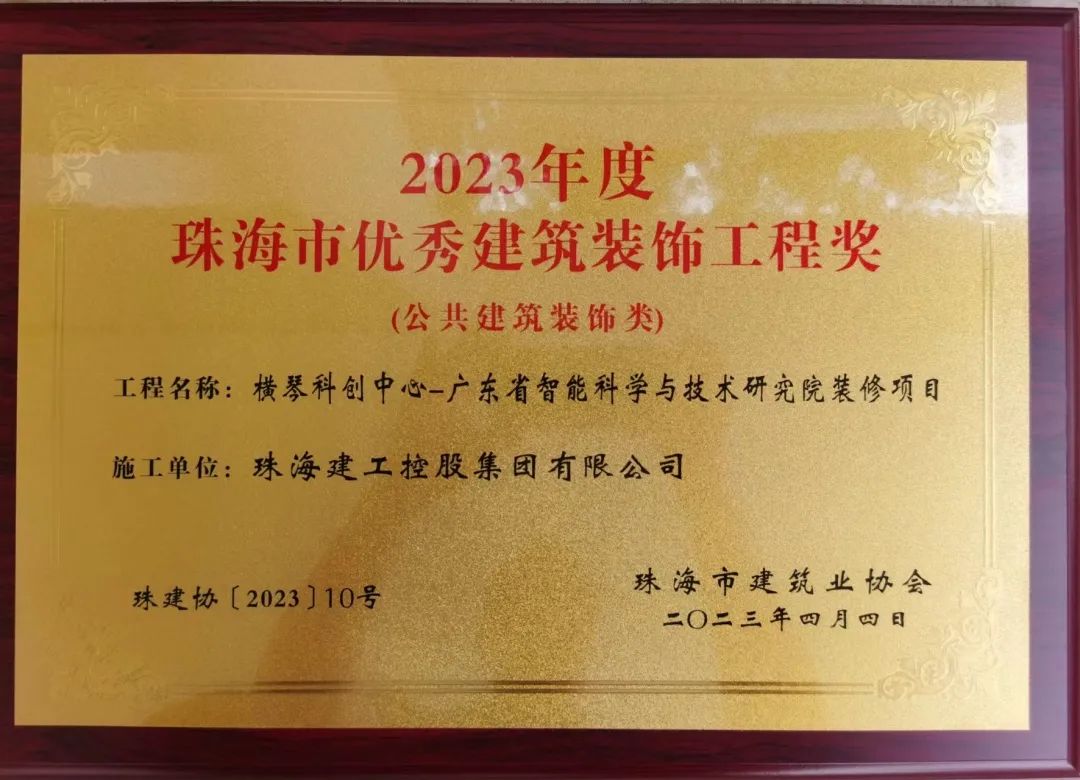 2023年度
珠海市优秀建筑装饰工程奖
(公共建筑装饰类)
工程名称：横琴科创中心-广东省智能科学与技术研究院装修项目
施工单位：珠海建工控股集团有限公司
珠建协〔2023〕10号
珠海市建筑业协会
二〇二三年四月四日